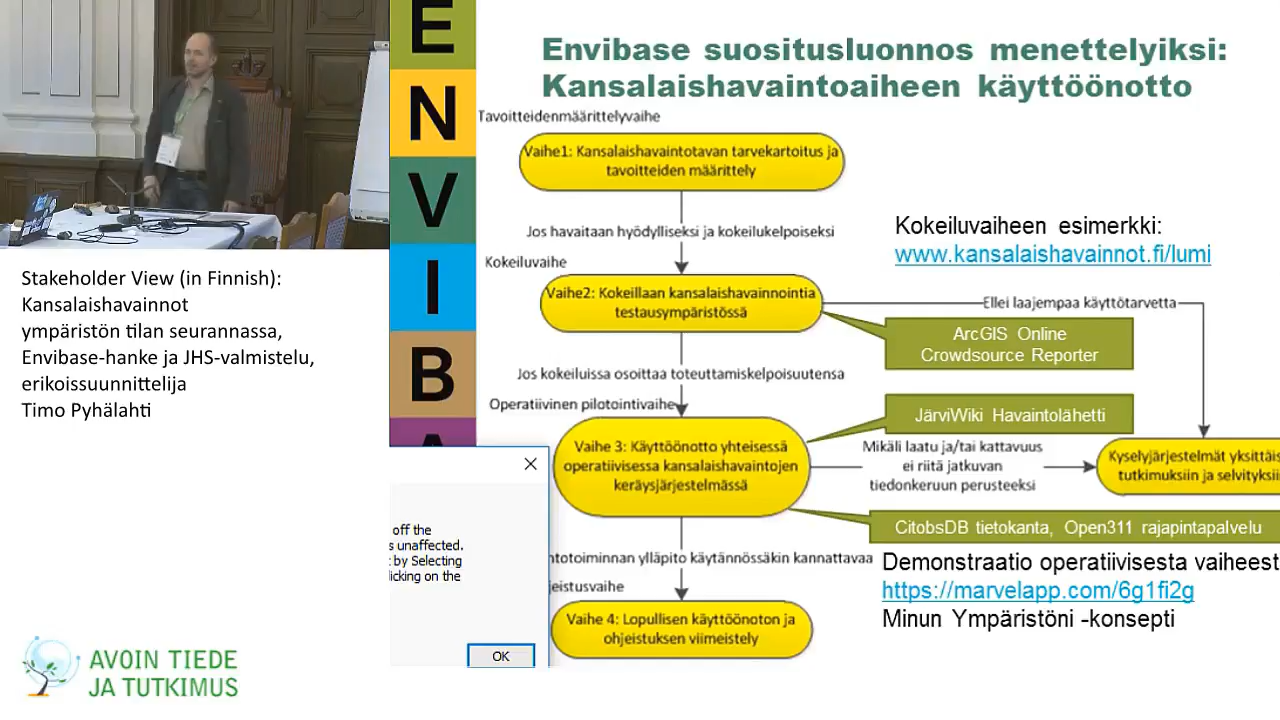 Stakeholder View (in Finnish):
Kansalaishavainnot
ympäristön tilan seurannassa,
Envibase-hanke ja JHS-valmistelu,
erikoissuunnittelija
Timo Pyhälahti
AVOIN TIEDE
JA TUTKIMUS
E
N
V
I
B
A
Envibase suositusluonnos menettelyiksi:
Kansalaishavaintoaiheen käyttöönotto
Tavoitteidenmäärittelyvaihe
Vaihe1: Kansalaishavaintotavan tarvekartoitus ja
tavoitteiden määrittely
Jos havaitaan hyödylliseksi ja kokeilukelpoiseksi
Kokeiluvaiheen esimerkki:
www.kansalaishavainnot.fi/lumi
Kokeiluvaihe
Vaihe2: Kokeillaan kansalaishavainnointia
testausympäristössä
Ellei laajempaa käyttötarvetta
ArcGIS Online
Crowdsource Reporter
Jos kokeiluissa osoittaa toteuttamiskelpoisuutensa
Operatiivinen pilotointivaihe
JärviWiki Havaintolähetti
Vaihe 3: Käyttöönotto yhteisessä
operatiivisessa kansalaishavaintojen
keräysjärjestelmässä
Mikäli laatu ja/tai kattavuus
ei riitä jatkuvan
tiedonkeruun perusteeksi
Kyselyjärjestelmät yksittäis
tutkimuksiin ja selvityksiin
CitobsDB tietokanta, Open311 rajapintapalvelu
off the
s unaffected.
by Selecting
licking on the
OK
ntotoiminnan ylläpito käytännössäkin kannattavaa
jeistusvaihe
Demonstraatio operatiivisesta vaiheest
https://marvelapp.com/6g1fi2g
Minun Ympäristöni -konsepti
Vaihe 4: Lopullisen käyttöönoton ja
ohjeistuksen viimeistely